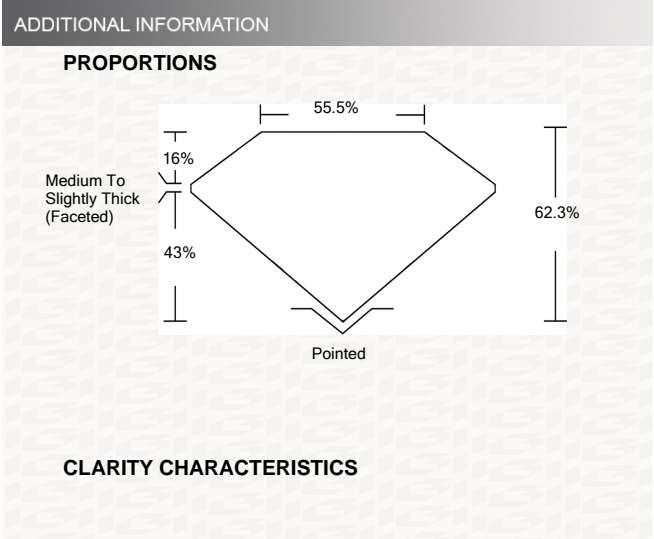 ADDITIONAL INFORMATION
PROPORTIONS
55.5%
16%
Medium To
Slightly Thick
(Faceted)
62.3%
43%
Pointed
CLARITY CHARACTERISTICS